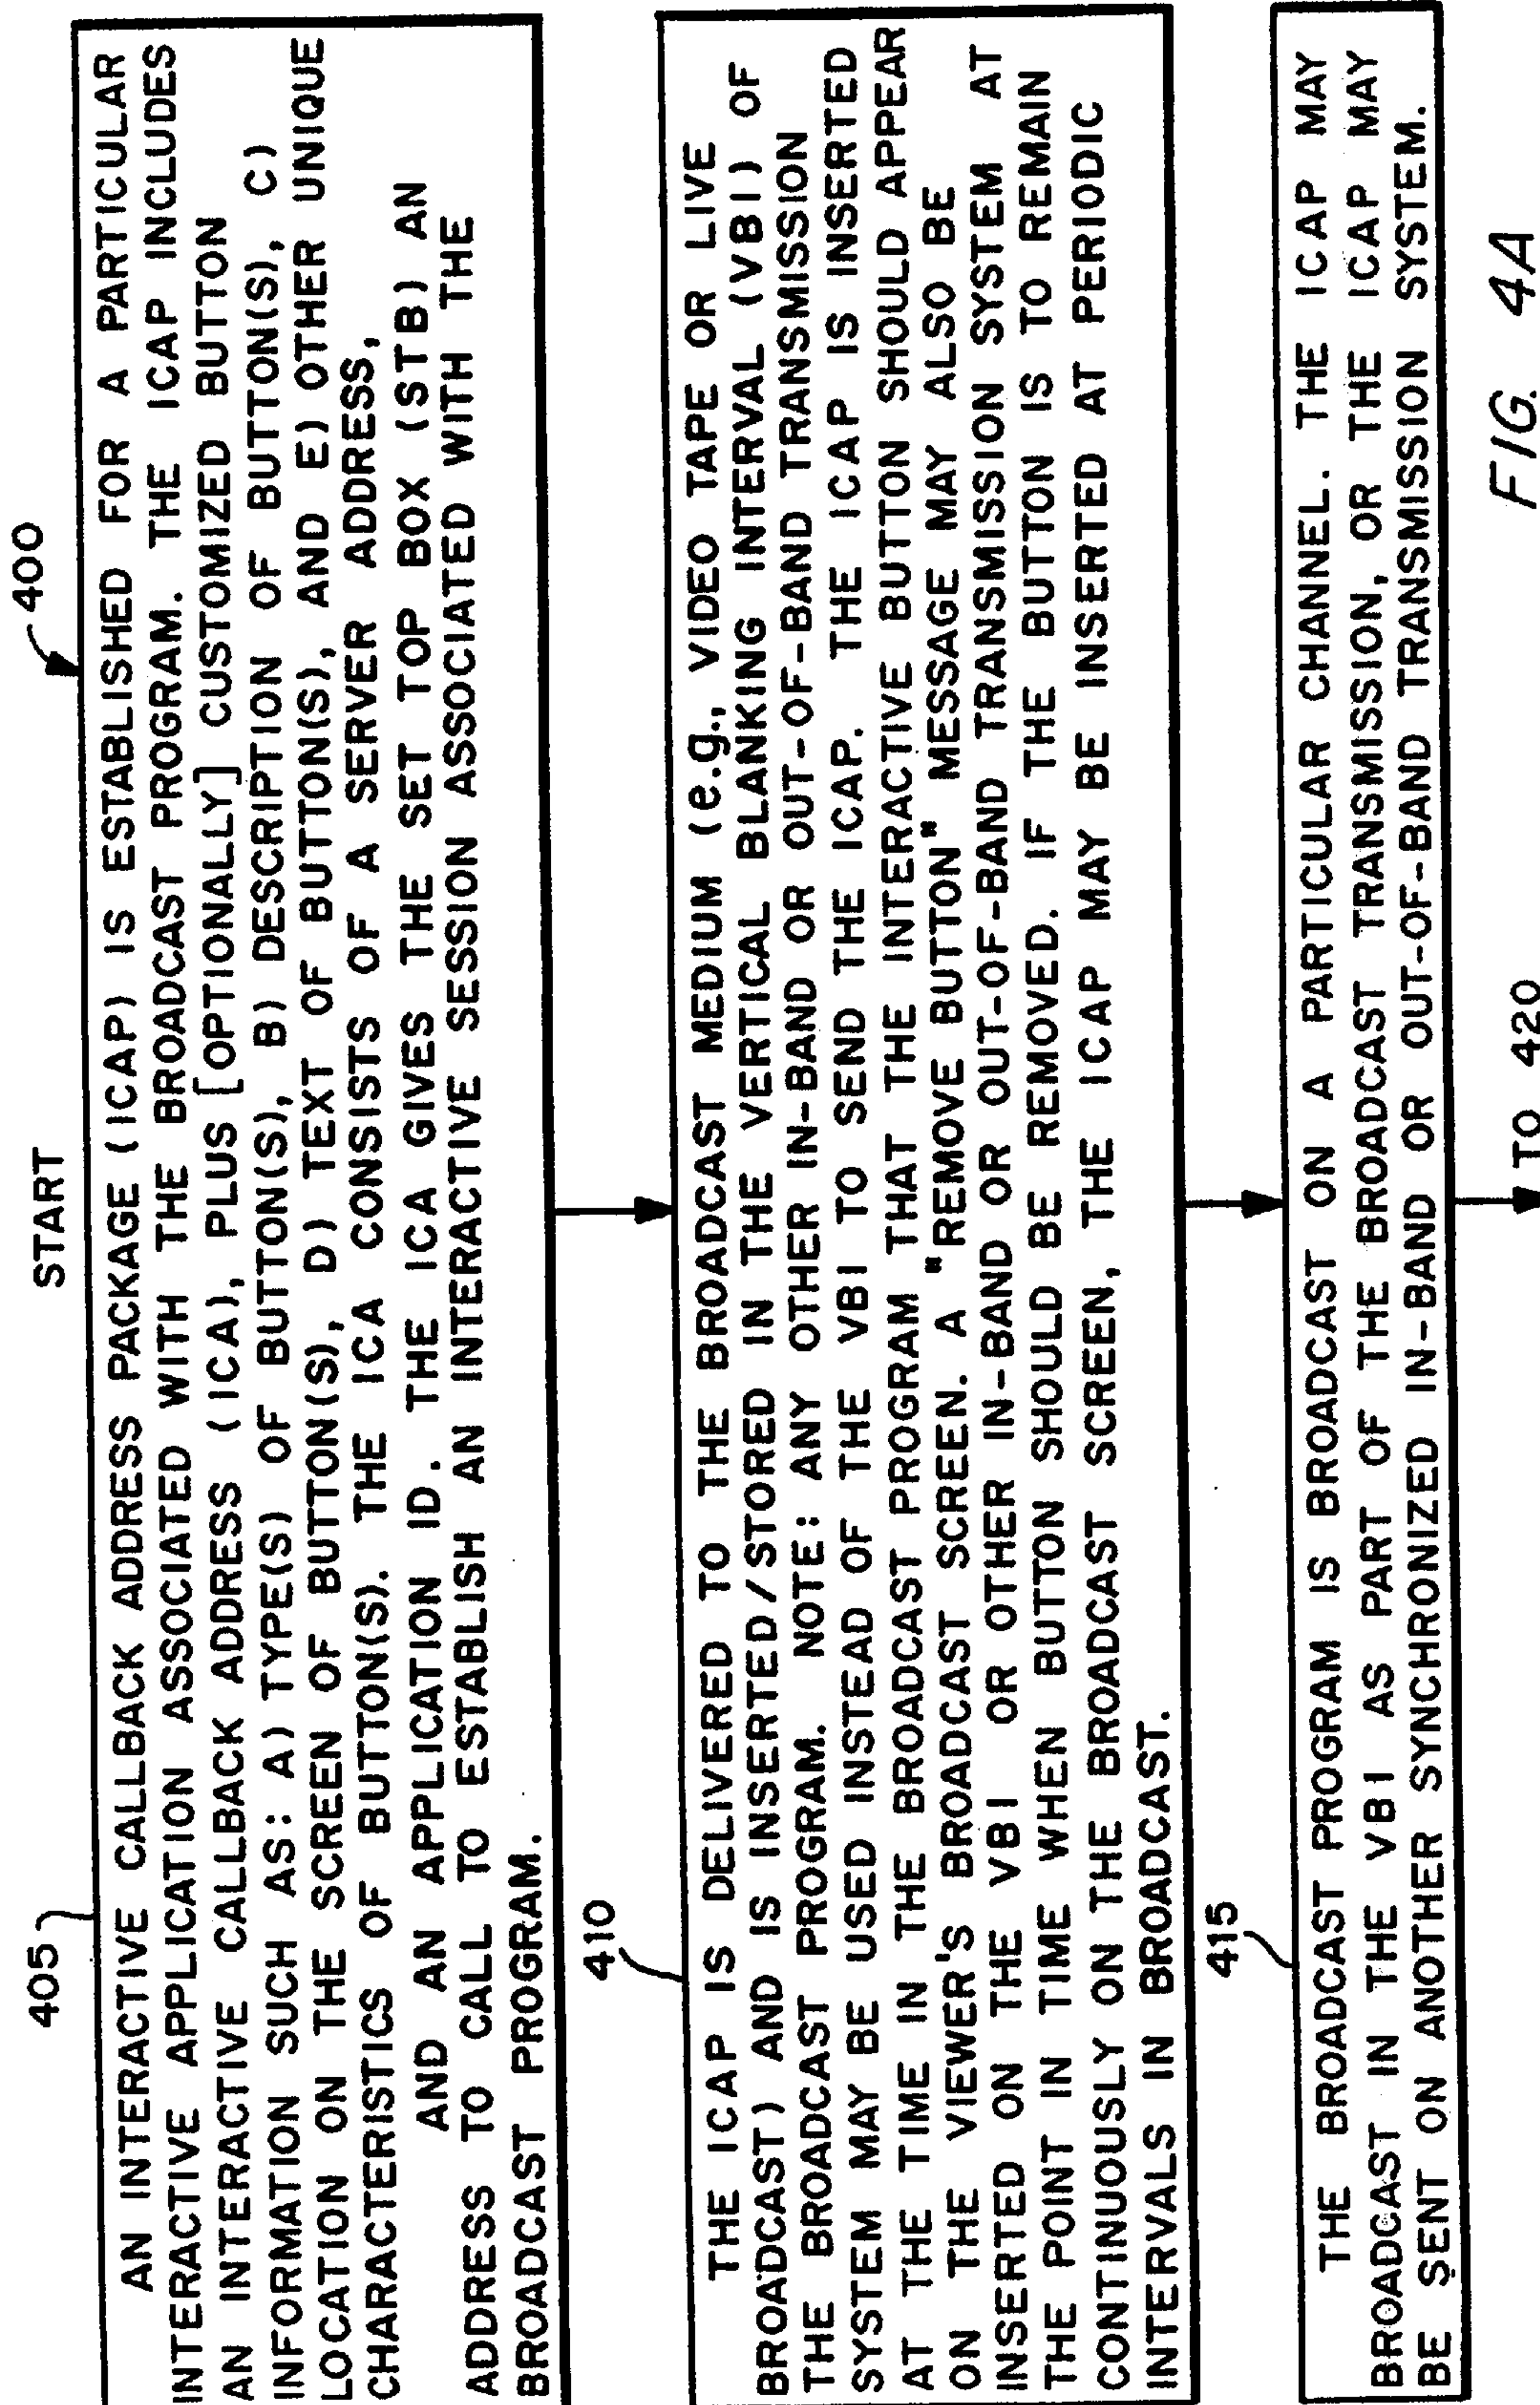 START
400
405
AN INTERACTIVE CALLBACK ADDRESS PACKAGE (ICAP) IS ESTABLISHED FOR A PARTICULAR
INTERACTIVE APPLICATION ASSOCIATED WITH THE BROADCAST PROGRAM. THE ICAP INCLUDES
AN INTERACTIVE CALLBACK ADDRESS (ICA), PLUS [OPTIONALLY] CUSTOMIZED BUTTON
INFORMATION SUCH AS: A) TYPE(S) OF BUTTON(S), B) DESCRIPTION OF BUTTON(S), C)
LOCATION ON THE SCREEN OF BUTTON(S), D) TEXT OF BUTTON(S), AND E) OTHER UNIQUE
CHARACTERISTICS OF BUTTON(S). THE ICA CONSISTS OF A SERVER ADDRESS,
AND AN APPLICATION ID. THE ICA GIVES THE SET TOP BOX (STB) AN
ADDRESS TO CALL TO ESTABLISH AN INTERACTIVE SESSION ASSOCIATED WITH THE
BROADCAST PROGRAM.
410
THE ICAP IS DELIVERED TO THE BROADCAST MEDIUM (e.g., VIDEO TAPE OR LIVE
BROADCAST) AND IS INSERTED/STORED IN THE VERTICAL BLANKING INTERVAL (VBI) OF
THE BROADCAST PROGRAM. NOTE: ANY OTHER IN-BAND OR OUT-OF-BAND TRANSMISSION
SYSTEM MAY BE USED INSTEAD OF THE VBI TO SEND THE ICAP. THE ICAP IS INSERTED
AT THE TIME IN THE BROADCAST PROGRAM THAT THE INTERACTIVE BUTTON SHOULD APPEAR
ON THE VIEWER'S BROADCAST SCREEN. A "REMOVE BUTTON" MESSAGE MAY ALSO BE
INSERTED ON THE VBI OR OTHER IN-BAND OR OUT-OF-BAND TRANSMISSION SYSTEM AT
THE POINT IN TIME WHEN BUTTON SHOULD BE REMOVED. IF THE BUTTON IS TO REMAIN
CONTINUOUSLY ON THE BROADCAST SCREEN, THE ICAP MAY BE INSERTED AT PERIODIC
INTERVALS IN BROADCAST.
415
THE BROADCAST PROGRAM IS BROADCAST ON A PARTICULAR CHANNEL. THE ICAP MAY
BROADCAST IN THE VBI AS PART OF THE BROADCAST TRANSMISSION, OR THE ICAP MAY
BE SENT ON ANOTHER SYNCHRONIZED IN-BAND OR OUT-OF-BAND TRANSMISSION SYSTEM.
TO 420
FIG. 4A